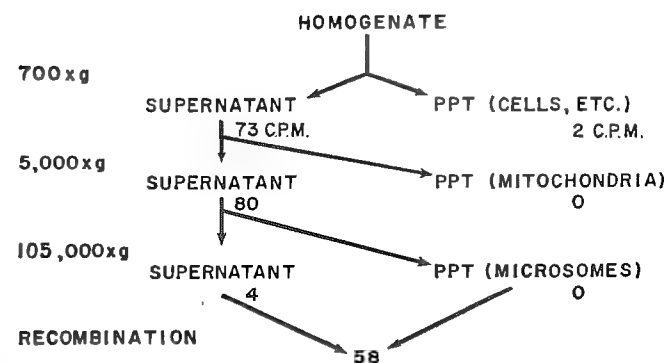 HOMOGENATE
700xg
SUPERNATANT PPT (CELLS, ETC.)
73 C.P.M. 2 C.P.M.
5,000xg
SUPERNATANT PPT (MITOCHONDRIA)
80 0
105,000xg
SUPERNATANT PPT (MICROSOMES)
4 0
RECOMBINATION 58